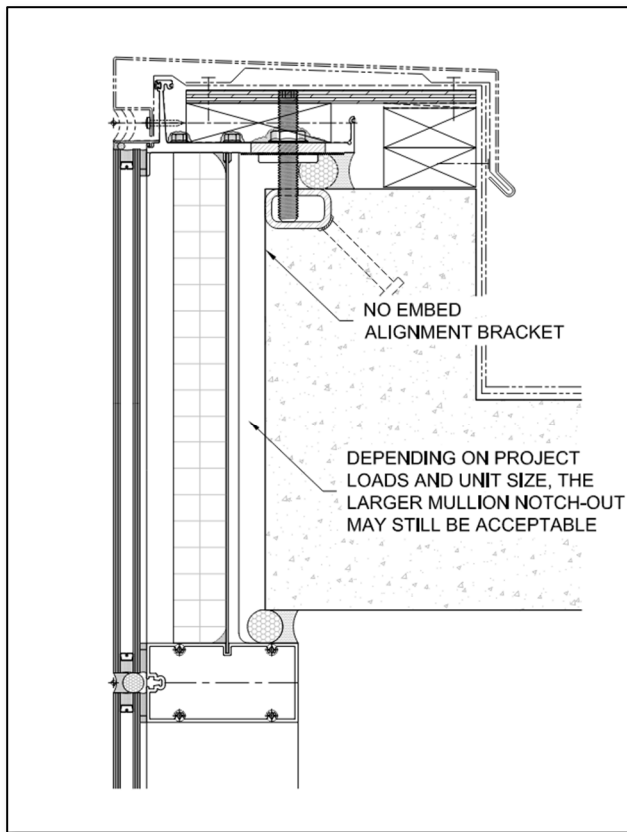 NO EMBED
ALIGNMENT BRACKET
DEPENDING ON PROJECT
LOADS AND UNIT SIZE, THE
LARGER MULLION NOTCH-OUT
MAY STILL BE ACCEPTABLE